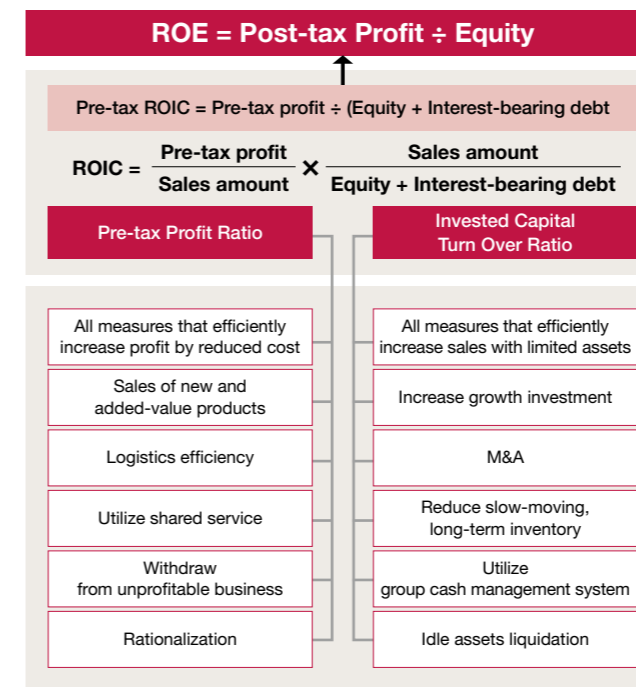 ROE = Post-tax Profit ÷ Equity
Pre-tax ROIC = Pre-tax profit ÷ (Equity + Interest-bearing debt
ROIC = Pre-tax profit × Sales amount
Sales amount Equity + Interest-bearing debt
Pre-tax Profit Ratio
Invested Capital
Turn Over Ratio
All measures that efficiently
increase profit by reduced cost
Sales of new and
added-value products
Logistics efficiency
Utilize shared service
Withdraw
from unprofitable business
Rationalization
All measures that efficiently
increase sales with limited assets
Increase growth investment
M&A
Reduce slow-moving,
long-term inventory
Utilize
group cash management system
Idle assets liquidation